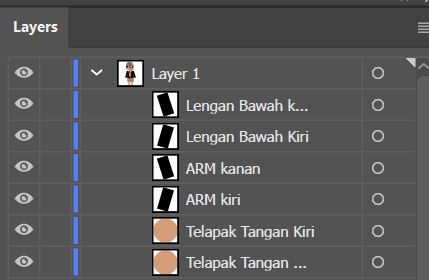 Layers
Layer 1
Lengan Bawah k...
Lengan Bawah Kiri
ARM kanan
ARM kiri
Telapak Tangan Kiri
Telapak Tangan ...